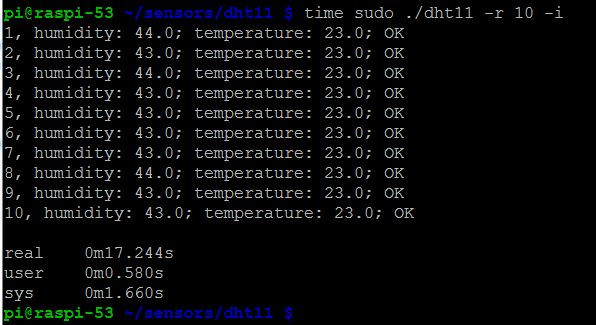 pi@raspi-53 ~/sensors/dht11 $ time sudo ./dht11 -r 10 -i
1, humidity: 44.0; temperature: 23.0; OK
2, humidity: 43.0; temperature: 23.0; OK
3, humidity: 44.0; temperature: 23.0; OK
4, humidity: 43.0; temperature: 23.0; OK
5, humidity: 43.0; temperature: 23.0; OK
6, humidity: 43.0; temperature: 23.0; OK
7, humidity: 43.0; temperature: 23.0; OK
8, humidity: 44.0; temperature: 23.0; OK
9, humidity: 43.0; temperature: 23.0; OK
10, humidity: 43.0; temperature: 23.0; OK
real 0m17.244s
user 0m0.580s
sys 0m1.660s
pi@raspi-53 ~/sensors/dht11 $